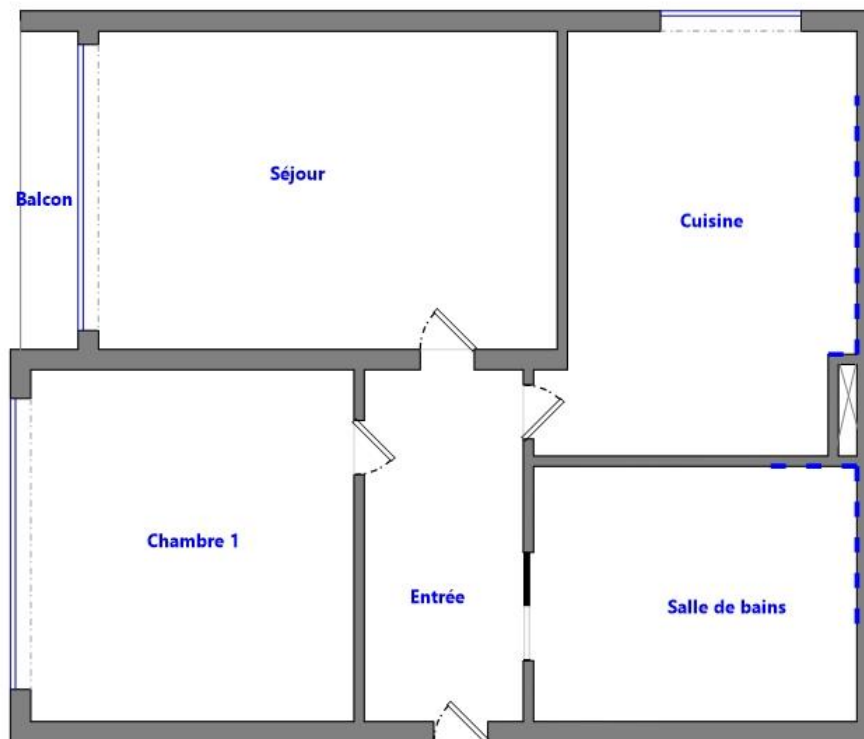 Séjour
Balcon
Cuisine
Chambre 1
Entrée
Salle de bains